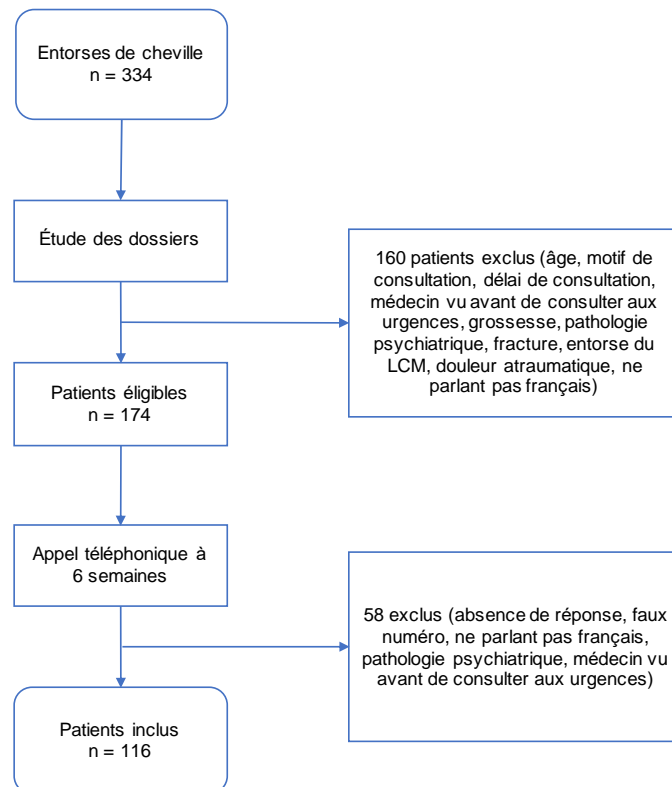 Entorses de cheville
n = 334
Étude des dossiers
160 patients exclus (âge, motif de
consultation, délai de consultation,
médecin vu avant de consulter aux
urgences, grossesse, pathologie
psychiatrique, fracture, entorse du
LCM, douleur atraumatique, ne
parlant pas français)
Patients éligibles
n = 174
Appel téléphonique à
6 semaines
58 exclus (absence de réponse, faux
numéro, ne parlant pas français,
pathologie psychiatrique, médecin vu
avant de consulter aux urgences)
Patients inclus
n = 116